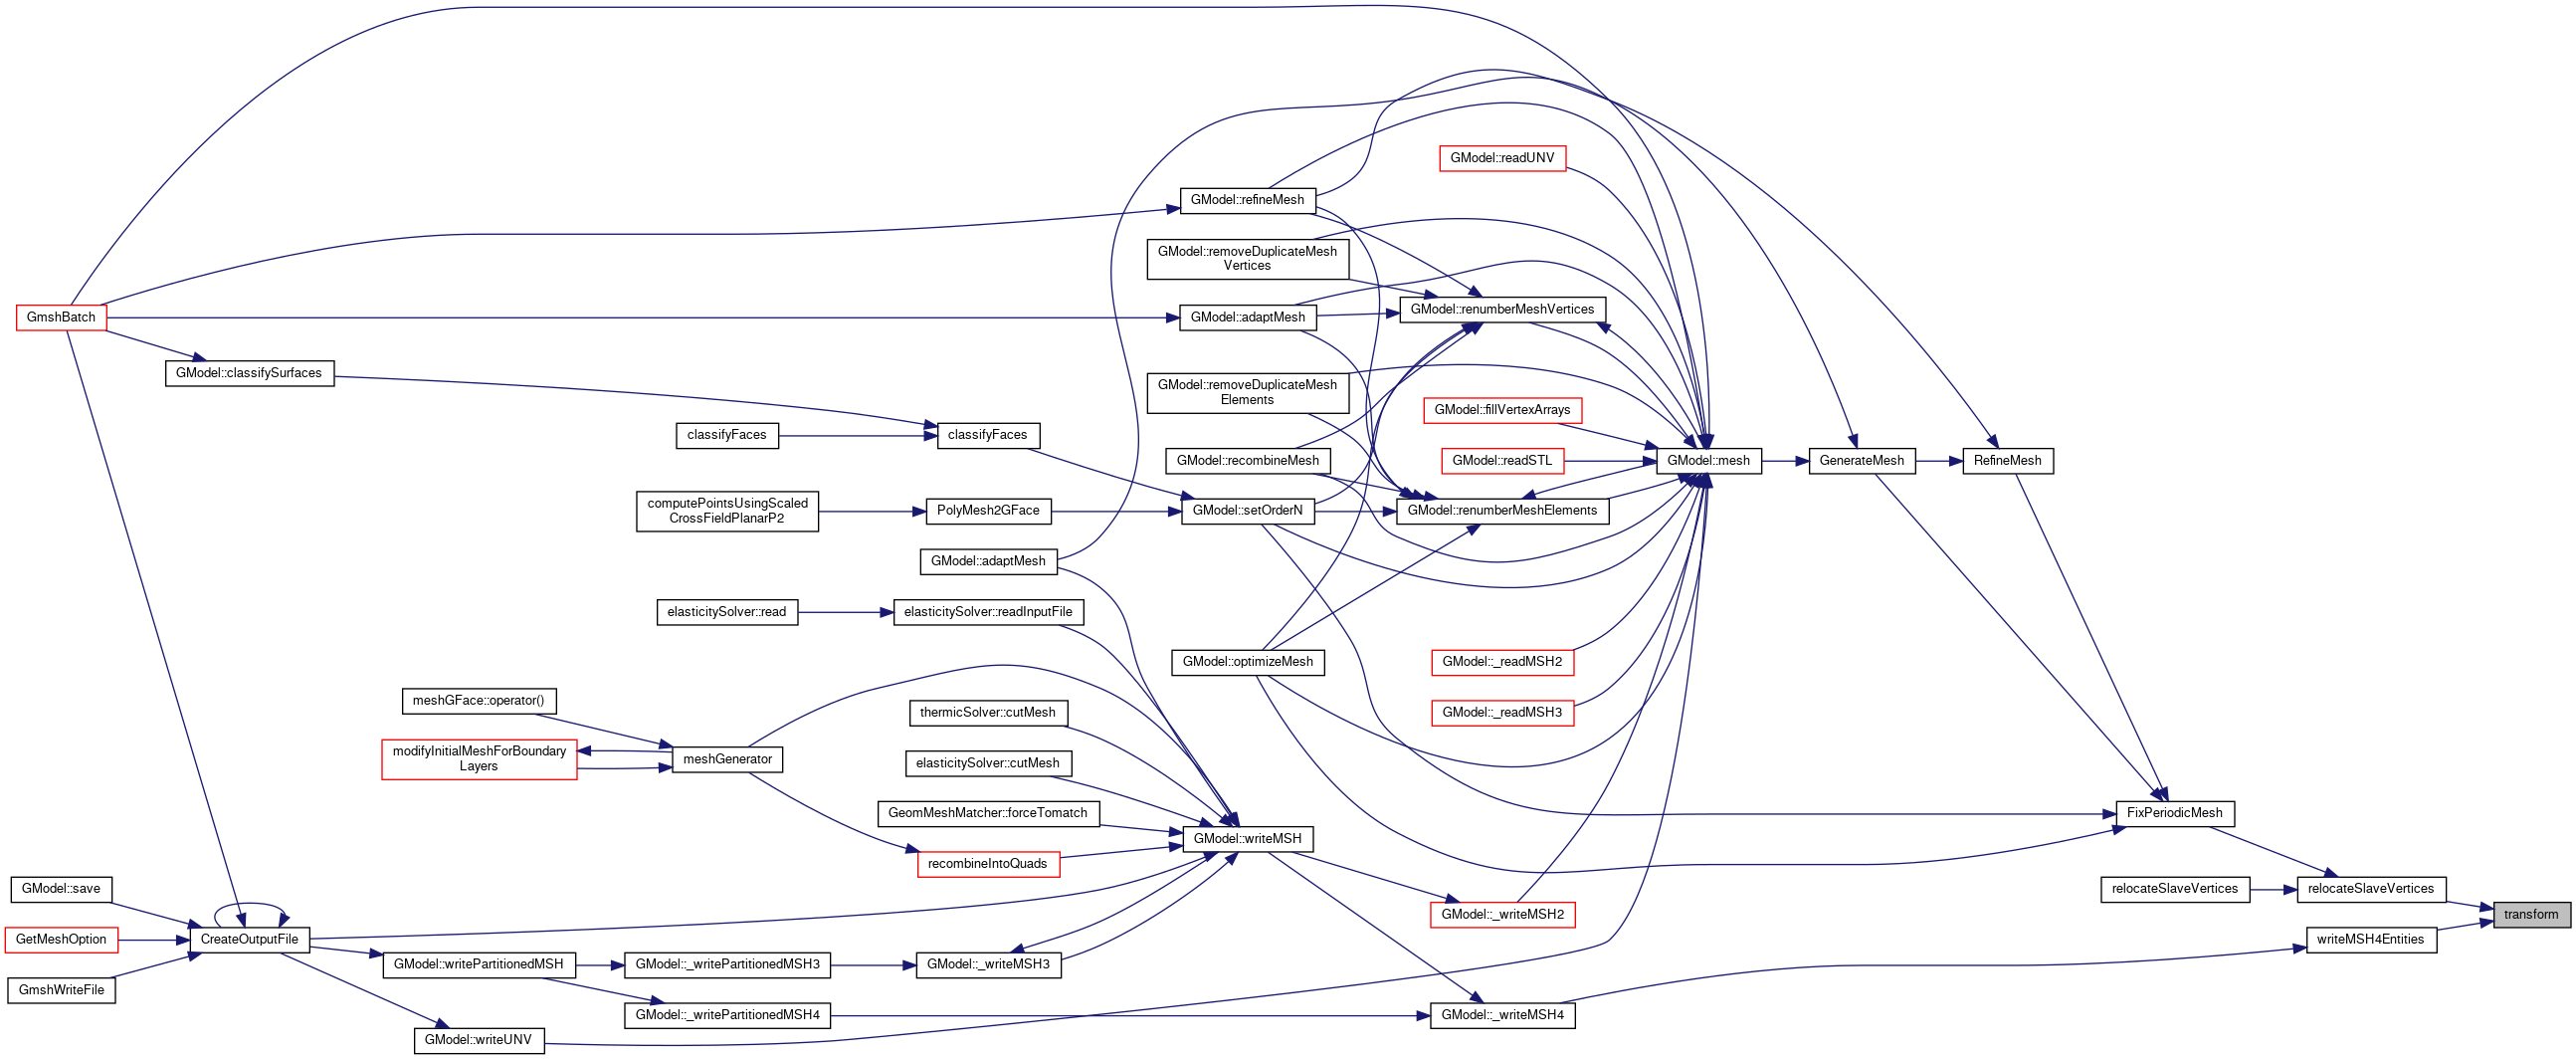 GModel::readUNV
GModel::refineMesh
GModel::removeDuplicateMesh
Vertices
GmshBatch
GModel::adaptMesh
GModel::renumberMeshVertices
GModel::classifySurfaces
GModel::removeDuplicateMesh
Elements
GModel::fillVertexArrays
classifyFaces
classifyFaces
GModel::recombineMesh
GModel::readSTL
GModel::mesh
GenerateMesh
RefineMesh
computePointsUsingScaled
CrossFieldPlanarP2
PolyMesh2GFace
GModel::setOrderN
GModel::renumberMeshElements
GModel::adaptMesh
elasticitySolver::read
elasticitySolver::readInputFile
GModel::optimizeMesh
GModel::_readMSH2
meshGFace::operator()
thermicSolver::cutMesh
GModel::_readMSH3
modifyInitialMeshForBoundary
Layers
meshGenerator
elasticitySolver::cutMesh
GeomMeshMatcher::forceTomatch
FixPeriodicMesh
GModel::writeMSH
recombineIntoQuads
GModel::save
relocateSlaveVertices
relocateSlaveVertices
GModel::_writeMSH2
transform
GetMeshOption
CreateOutputFile
writeMSH4Entities
GModel::writePartitionedMSH
GModel::_writePartitionedMSH3
GModel::_writeMSH3
GmshWriteFile
GModel::_writePartitionedMSH4
GModel::_writeMSH4
GModel::writeUNV